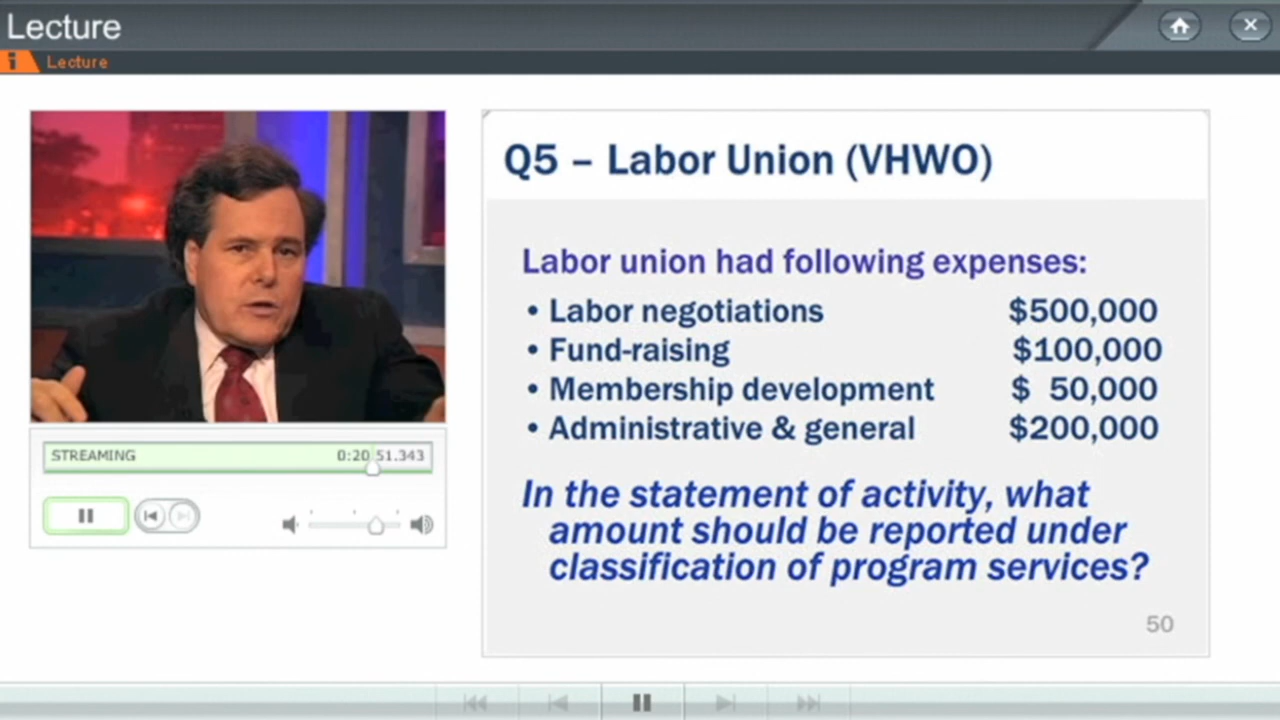 Lecture
i Lecture
Q5 – Labor Union (VHWO)
Labor union had following expenses:
• Labor negotiations $500,000
• Fund-raising $100,000
• Membership development $ 50,000
• Administrative & general $200,000
In the statement of activity, what
amount should be reported under
classification of program services?
50
STREAMING 0:20 51.343